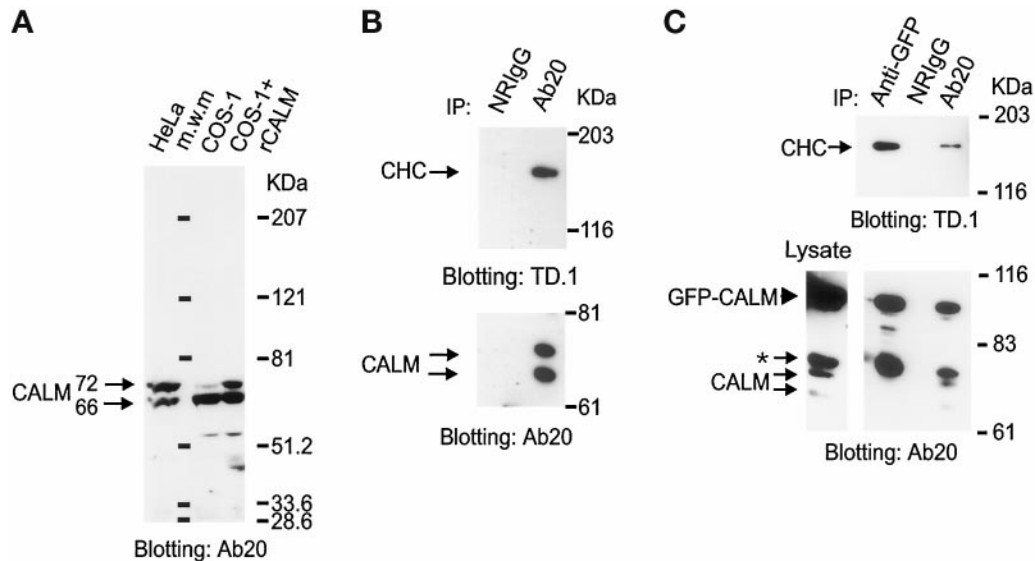 A
HeLa
m.w.m
COS-1
COS-1+
rCALM
KDa
207
121
81
CALM 72
66
51.2
33.6
28.6
Blotting: Ab20
B
IP: NRIgG Ab20 KDa
203
CHC
116
Blotting: TD.1
81
CALM
61
Blotting: Ab20
C
IP: Anti-GFP NRIgG Ab20 KDa
203
CHC
116
Blotting: TD.1
Lysate
116
GFP-CALM
83
*
CALM
61
Blotting: Ab20